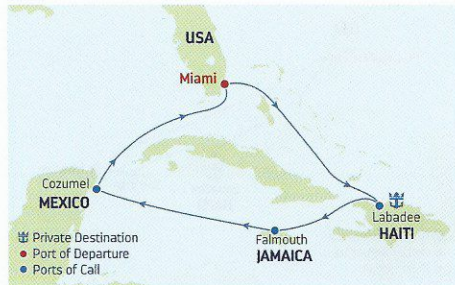 USA
Miami
Cozumel
MEXICO
Labadee
HAITI
Falmouth
JAMAICA
Private Destination
Port of Departure
Ports of Call